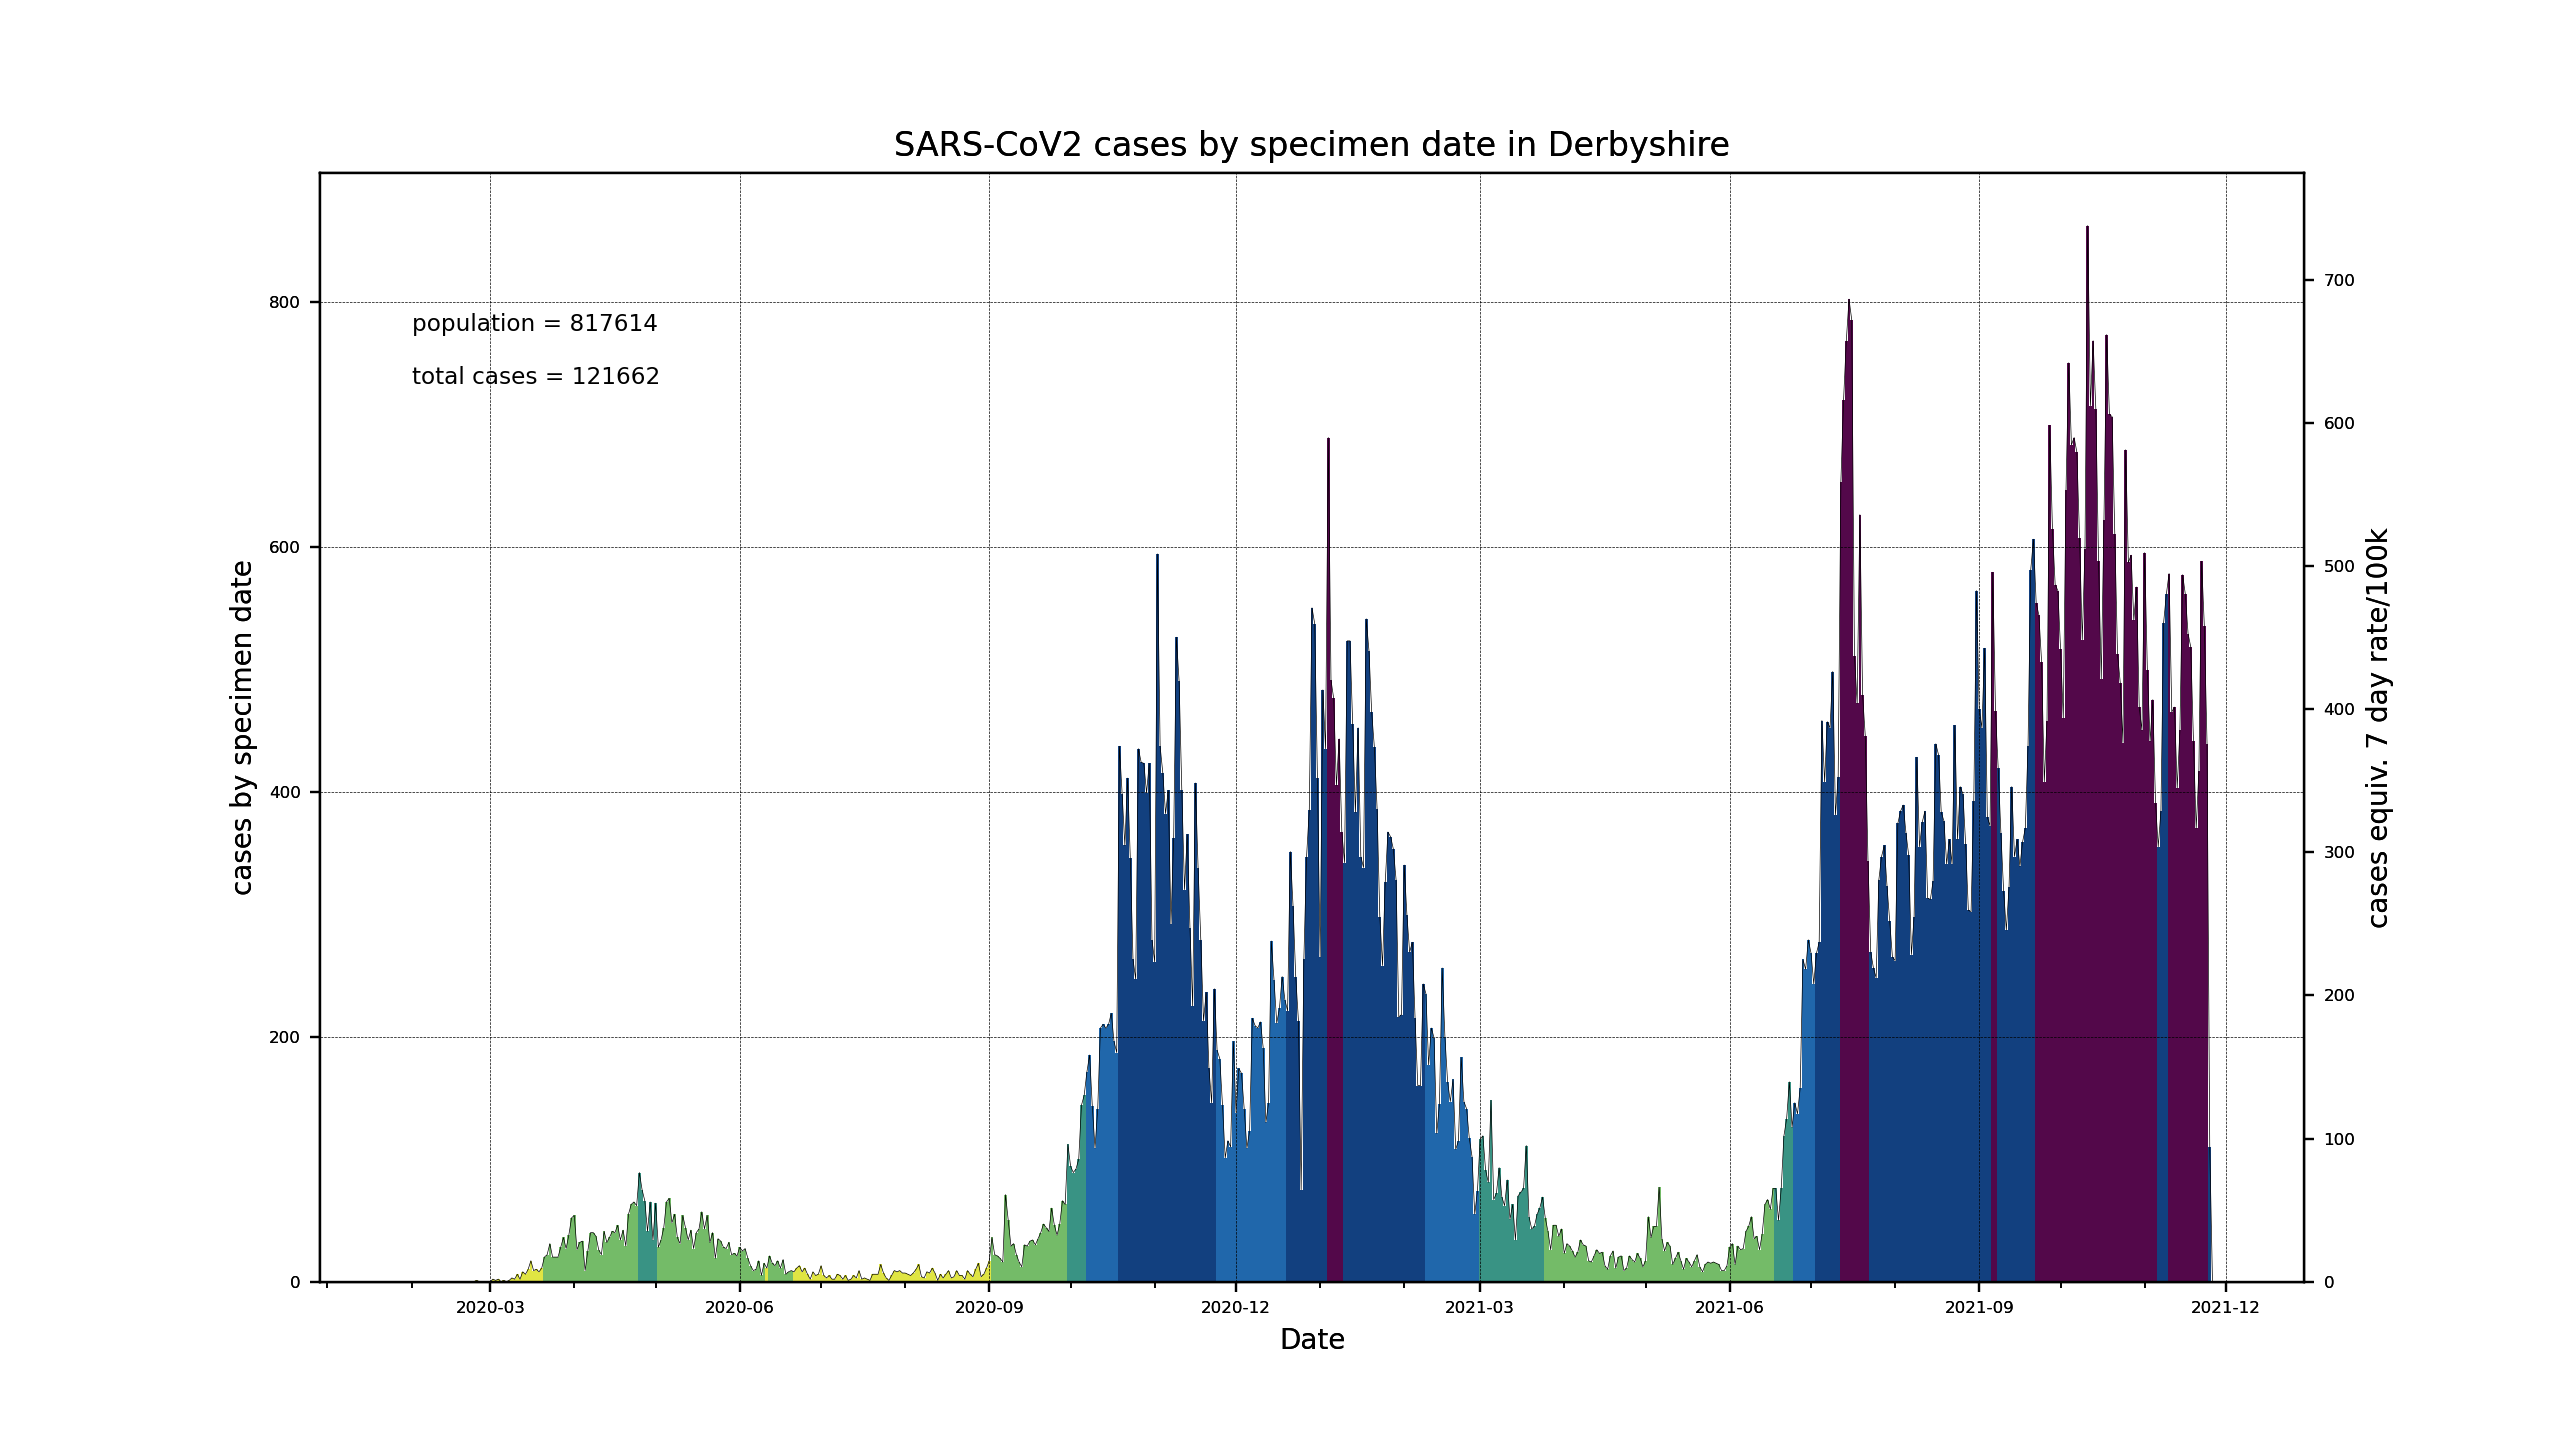 SARS-CoV2 cases by specimen date in Derbyshire
population = 817614
total cases = 121662
cases by specimen date
800
600
400
200
0
700
600
500
400
300
200
100
0
cases equiv. 7 day rate/100k
2020-03 2020-06 2020-09 2020-12 2021-03 2021-06 2021-09 2021-12
Date